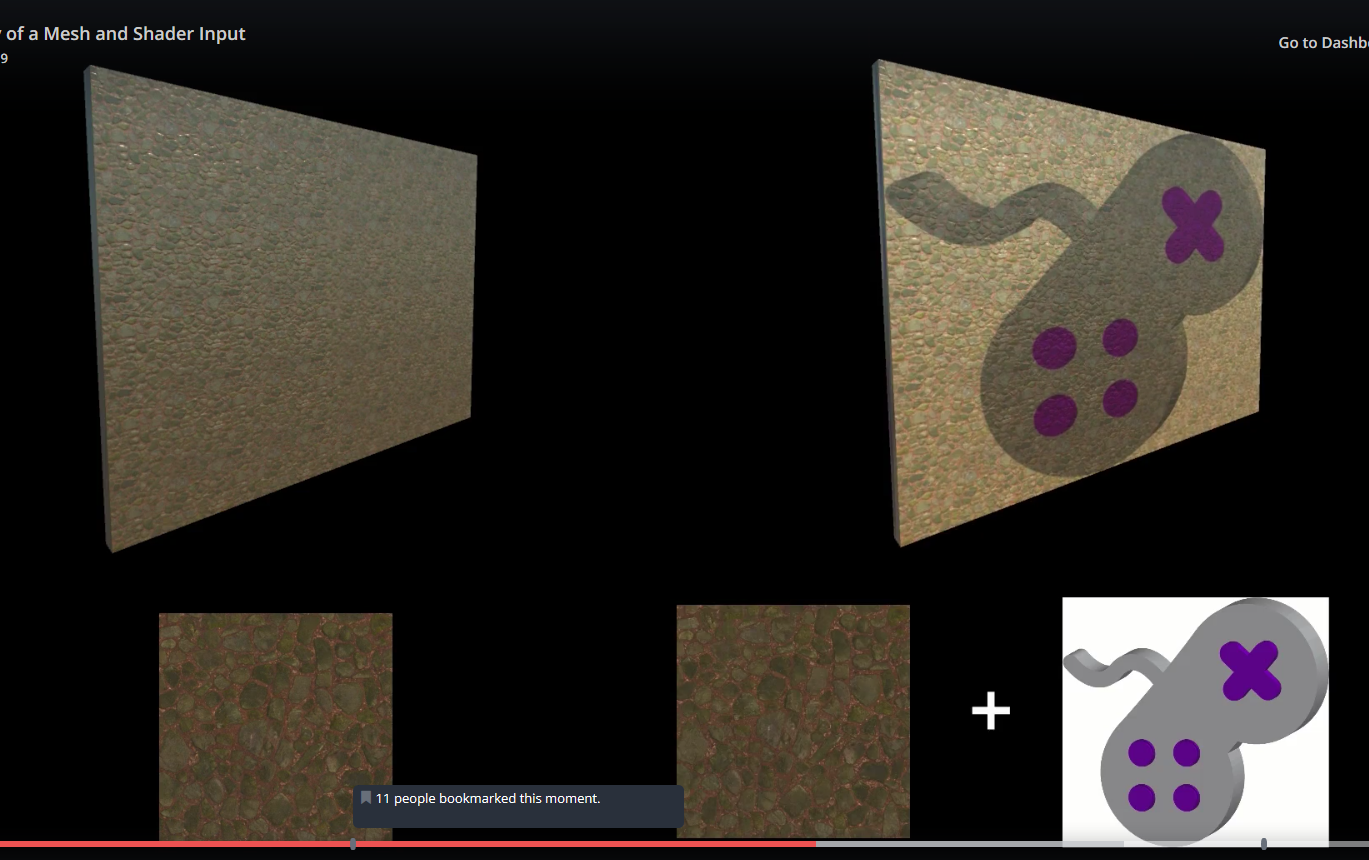 of a Mesh and Shader Input
Go to Dashb
9
11 people bookmarked this moment.